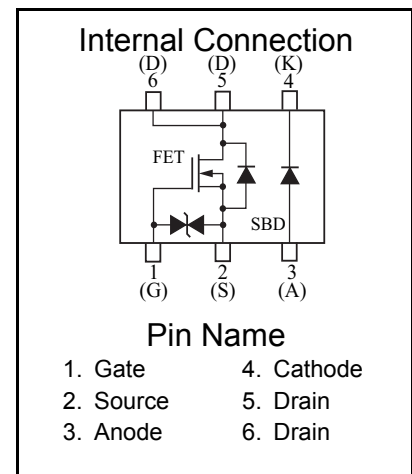 Internal Connection
(D) (D) (K)
6 5 4
FET
SBD
1 2 3
(G) (S) (A)
Pin Name
1. Gate 4. Cathode
2. Source 5. Drain
3. Anode 6. Drain